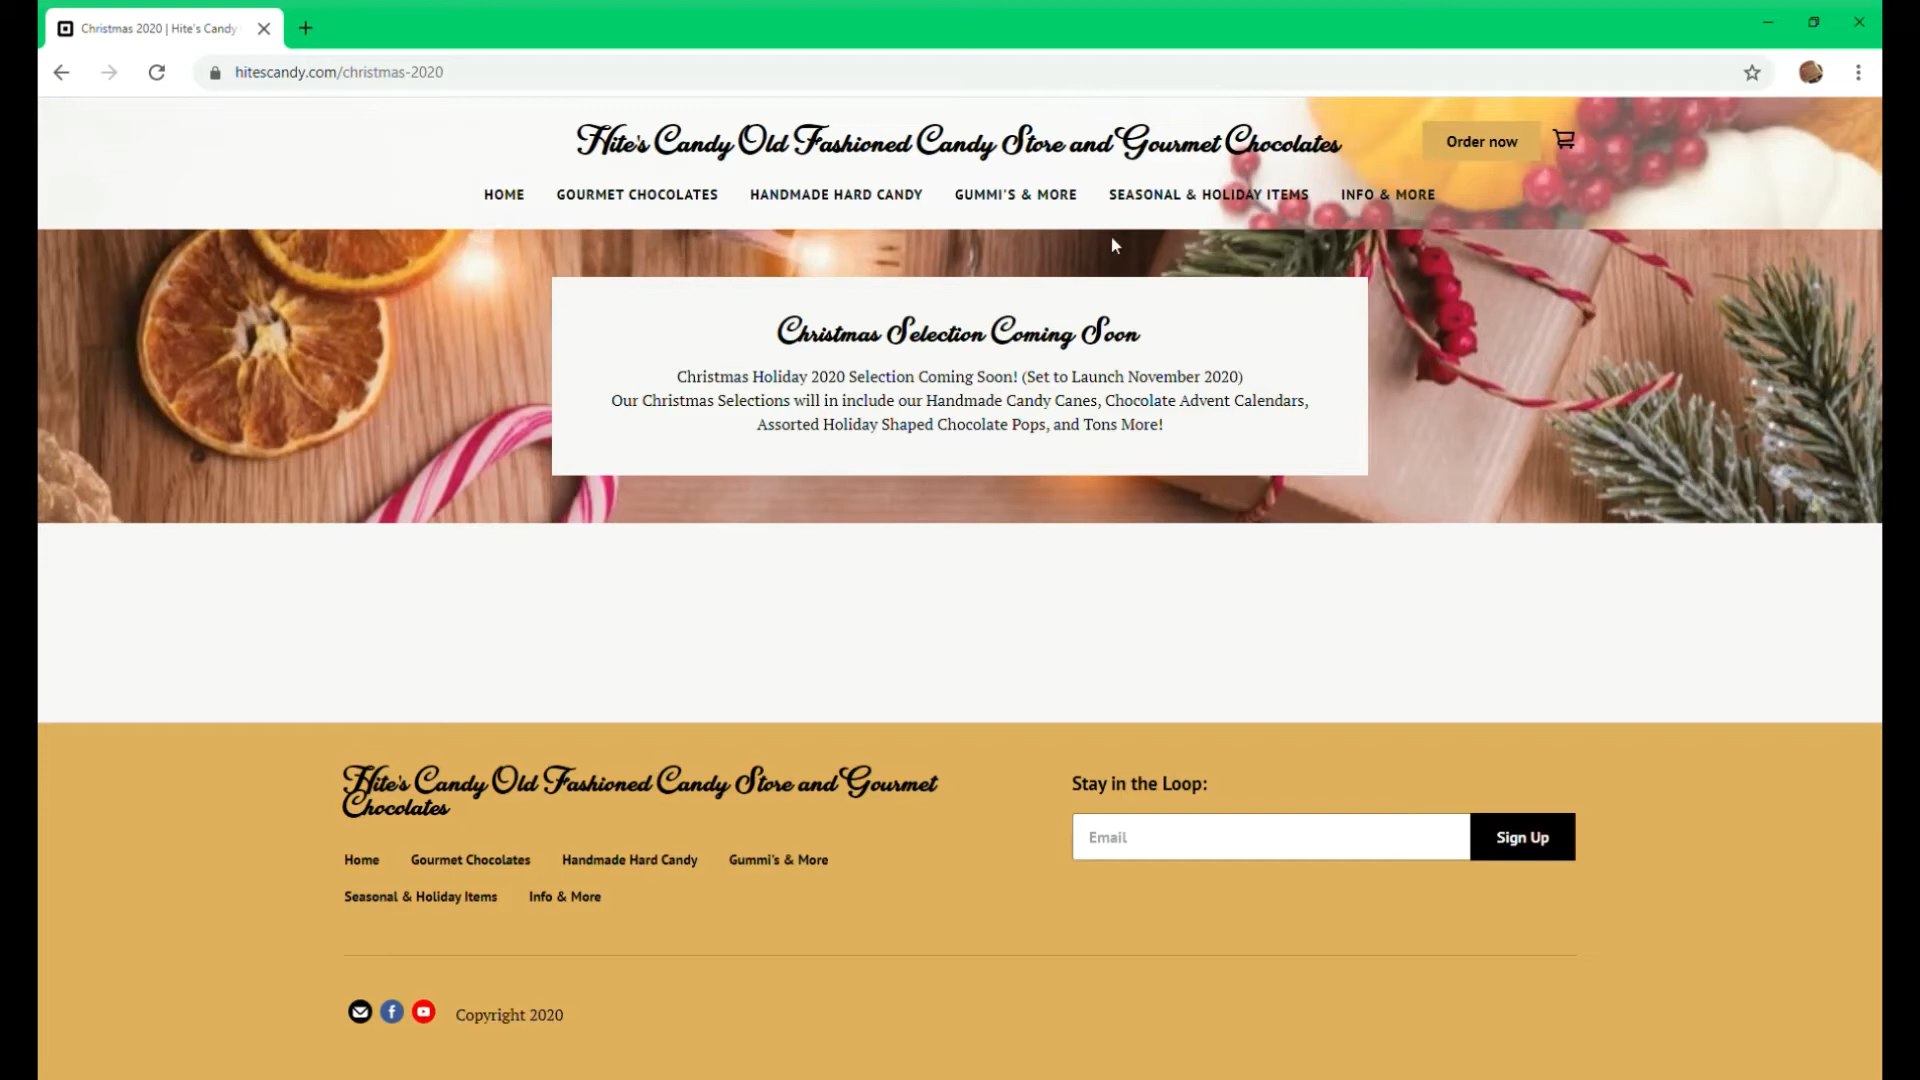 Christmas 2020 | Hite's Candy
hitescandy.com/christmas-2020
Hite's Candy Old Fashioned Candy Store and Gourmet Chocolates
Order now
HOME GOURMET CHOCOLATES HANDMADE HARD CANDY GUMMI'S & MORE SEASONAL & HOLIDAY ITEMS INFO & MORE
Christmas Selection Coming Soon
Christmas Holiday 2020 Selection Coming Soon! (Set to Launch November 2020)
Our Christmas Selections will in include our Handmade Candy Canes, Chocolate Advent Calendars,
Assorted Holiday Shaped Chocolate Pops, and Tons More!
Hite's Candy Old Fashioned Candy Store and Gourmet
Chocolates
Home Gourmet Chocolates Handmade Hard Candy Gummi's & More
Seasonal & Holiday Items Info & More
Stay in the Loop:
Email
Sign Up
Copyright 2020